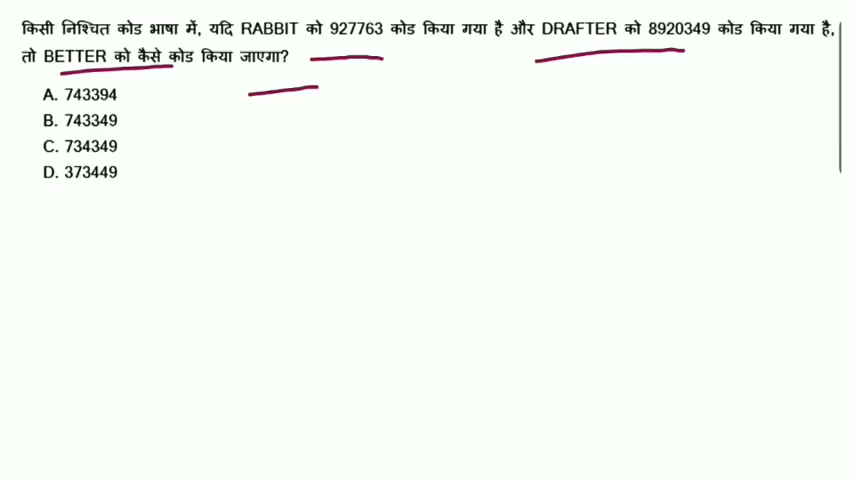 किसी निश्चित कोड भाषा में, यदि RABBIT को 927763 कोड किया गया है और DRAFTER को 8920349 कोड किया गया है,
तो BETTER को कैसे कोड किया जाएगा?
A. 743394
B. 743349
C. 734349
D. 373449